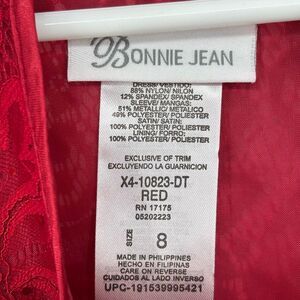 BONNIE JEAN
DRESS/ VESTIDO:
88% NYLON/ NILON
12% SPANDEX/ SPANDEX
SLEEVE/ MANGAS:
51% METALLIC/ METALICO
49% POLYESTER/ POLIESTER
SATIN/ SATIN:
100% POLYESTER/ POLIESTER
LINING/ FORRO:
100% POLYESTER/ POLIESTER
EXCLUSIVE OF TRIM
EXCLUYENDO LA GUARNICION
X4-10823-DT
RED
RN 17175
05202223
SIZE 8
MADE IN PHILIPPINES
HECHO EN FILIPINAS
CARE ON REVERSE
CUIDADOS AL LADO INVERSO
UPC-191539995421